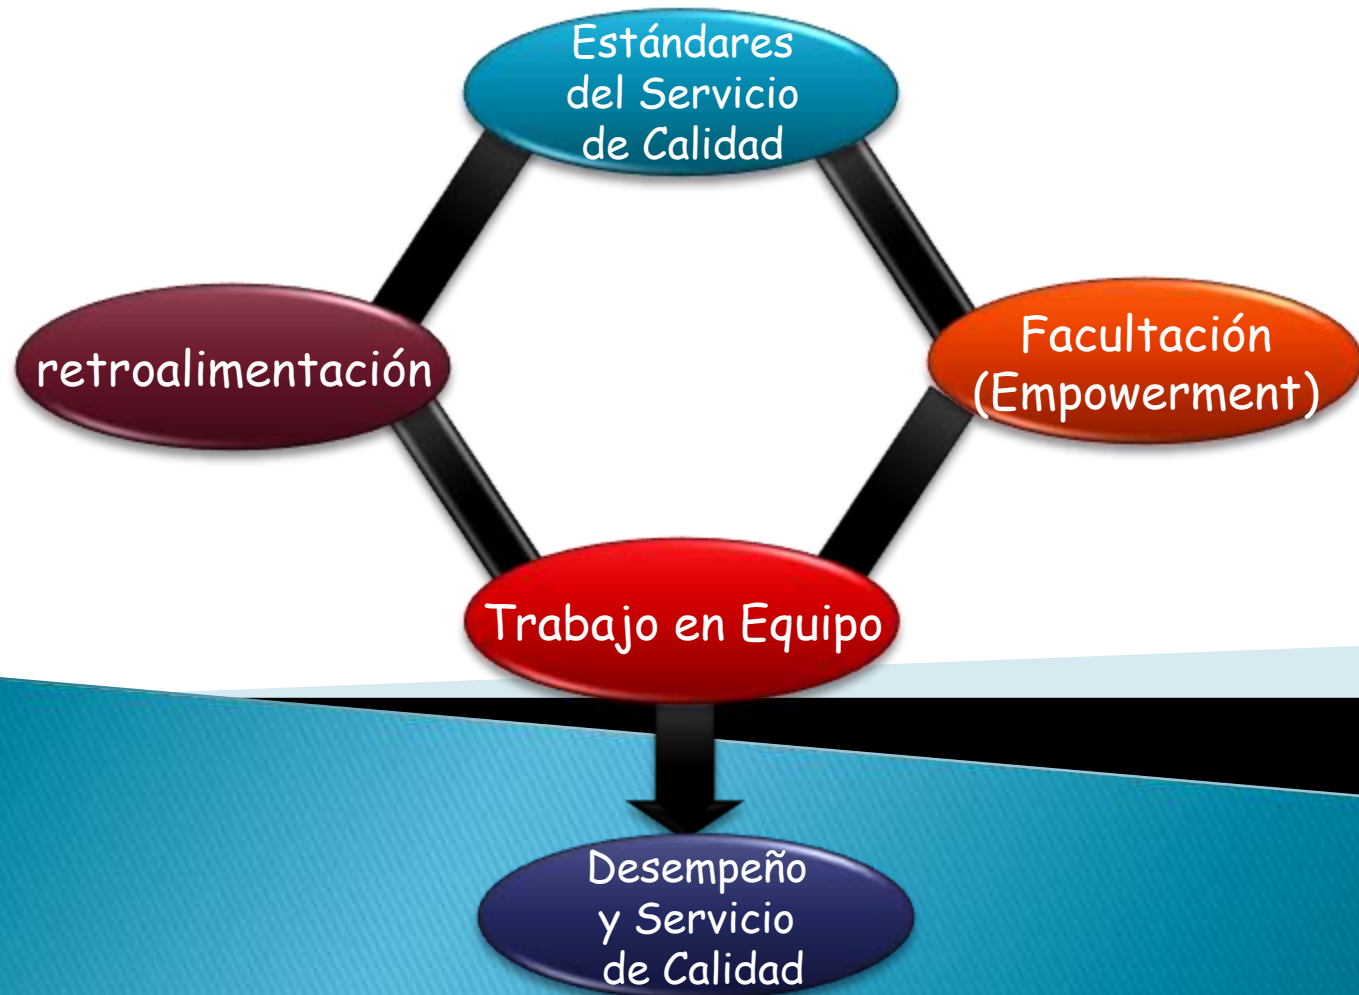 Estándares
del Servicio
de Calidad
retroalimentación
Facultación
(Empowerment)
Trabajo en Equipo
Desempeño
y Servicio
de Calidad